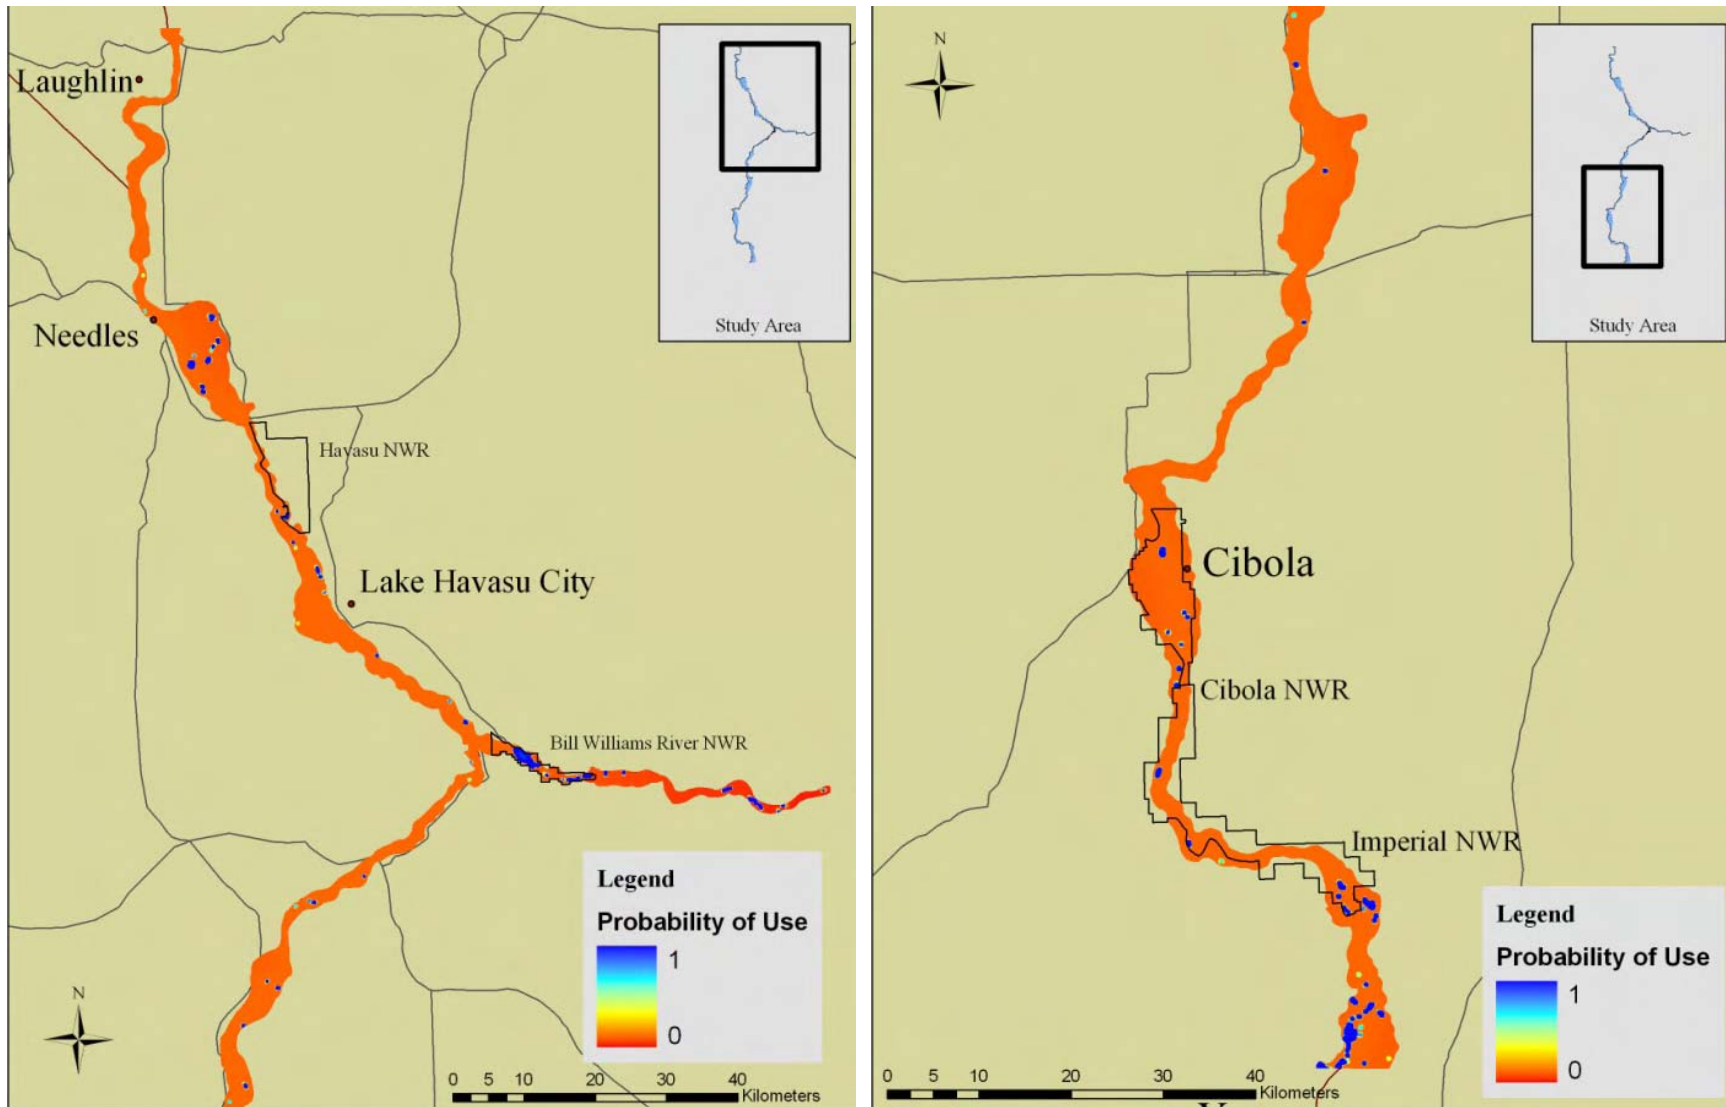 Laughlin
Needles
Havasu NWR
Lake Havasu City
Bill Williams River NWR
Study Area
Legend
Probability of Use
1
0
N
0 5 10 20 30 40
Kilometers
N
Study Area
Cibola
Cibola NWR
Imperial NWR
Legend
Probability of Use
1
0
0 5 10 20 30 40
Kilometers